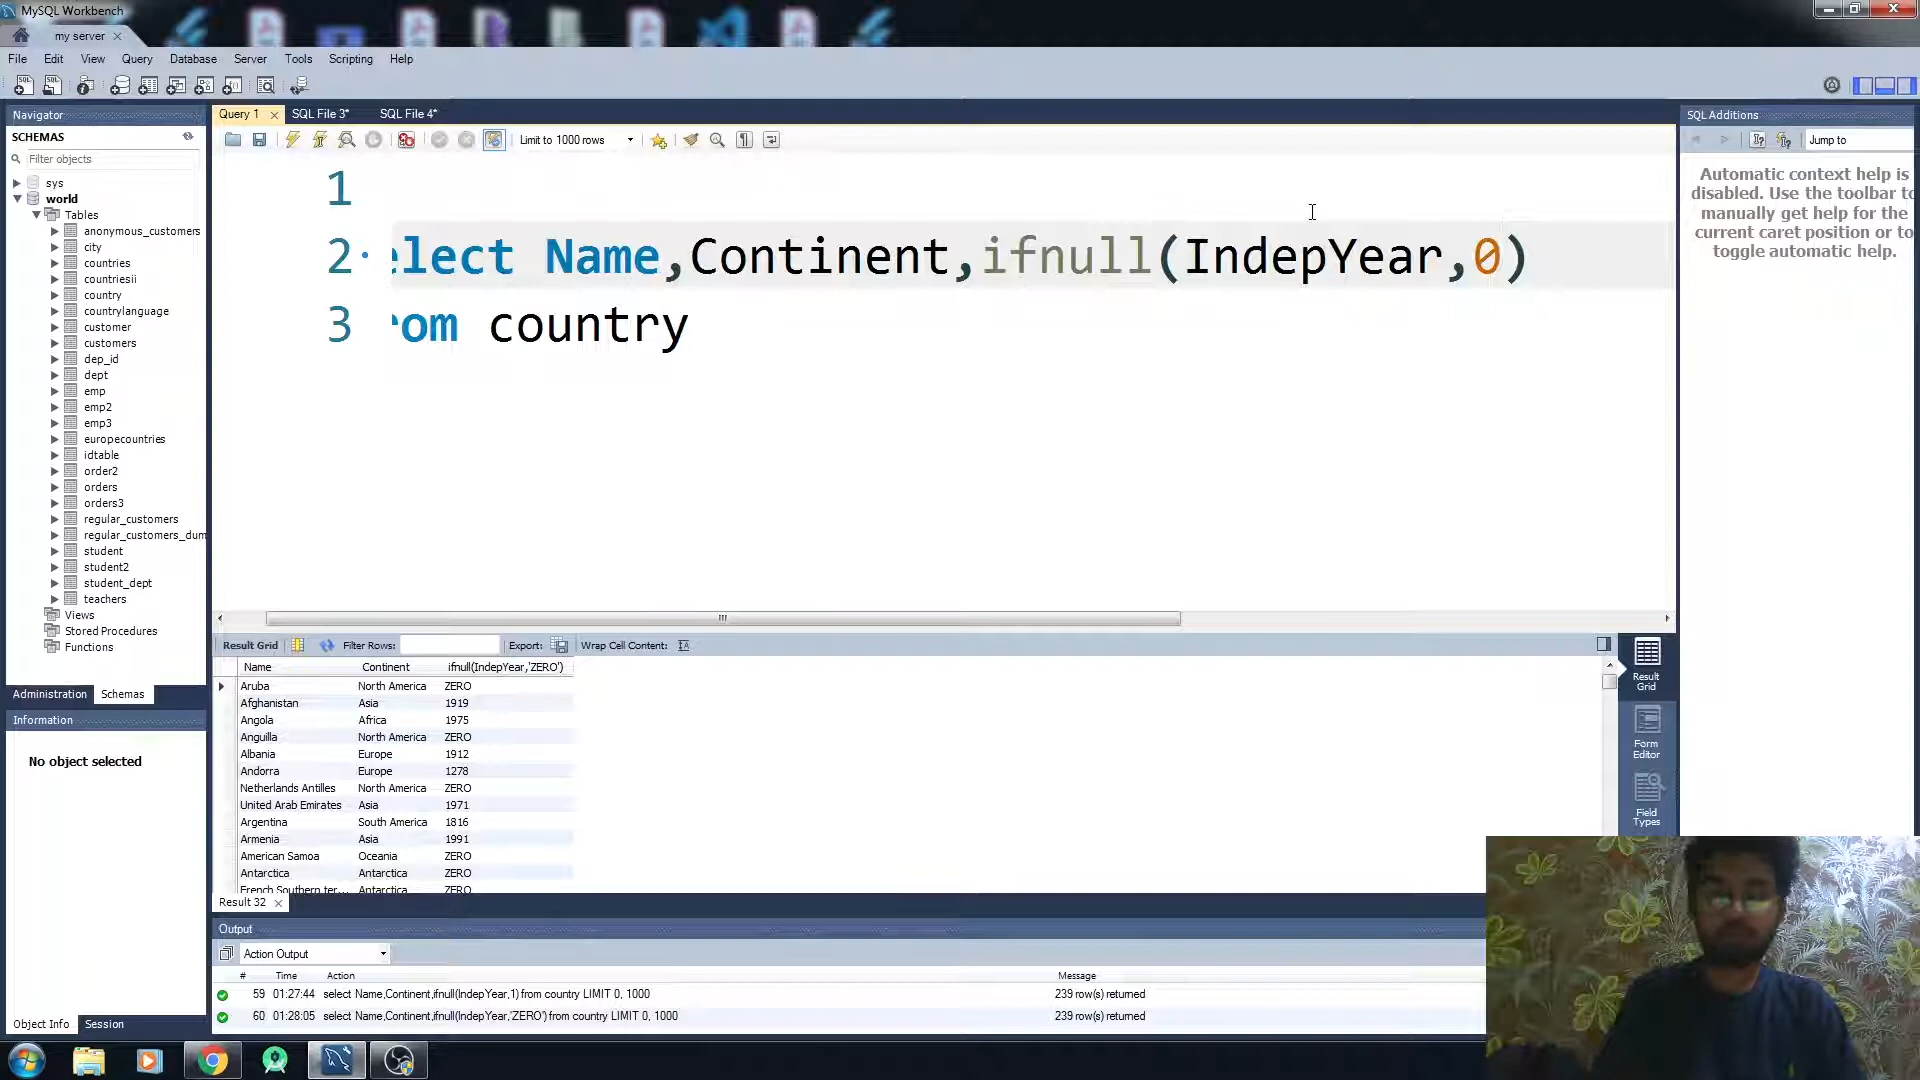 MySQL Workbench
my server
File Edit View Query Database Server Tools Scripting Help
Navigator
SCHEMAS
Filter objects
sys
world
Tables
anonymous_customers
city
countries
countriesii
country
countrylanguage
customer
customers
dep_id
dept
emp
emp2
emp3
europecountries
idtable
order2
orders
orders3
regular_customers
regular_customers_dum
student
student2
student_dept
teachers
Views
Stored Procedures
Functions
Administration Schemas
Information
No object selected
Object Info Session
Query 1 SQL File 3* SQL File 4*
Limit to 1000 rows
1
2 elect Name,Continent,ifnull(IndepYear,0)
3 rom country
Result Grid Filter Rows: Export: Wrap Cell Content:
Name Continent ifnull(IndepYear,'ZERO')
Aruba North America ZERO
Afghanistan Asia 1919
Angola Africa 1975
Anguilla North America ZERO
Albania Europe 1912
Andorra Europe 1278
Netherlands Antilles North America ZERO
United Arab Emirates Asia 1971
Argentina South America 1816
Armenia Asia 1991
American Samoa Oceania ZERO
Antarctica Antarctica ZERO
French Southern ter... Antarctica ZERO
Result 32
Result Grid
Form Editor
Field Types
Output
Action Output
# Time Action Message
59 01:27:44 select Name,Continent,ifnull(IndepYear,1) from country LIMIT 0, 1000 239 row(s) returned
60 01:28:05 select Name,Continent,ifnull(IndepYear,'ZERO') from country LIMIT 0, 1000 239 row(s) returned
SQL Additions
Jump to
Automatic context help is
disabled. Use the toolbar to
manually get help for the
current caret position or to
toggle automatic help.